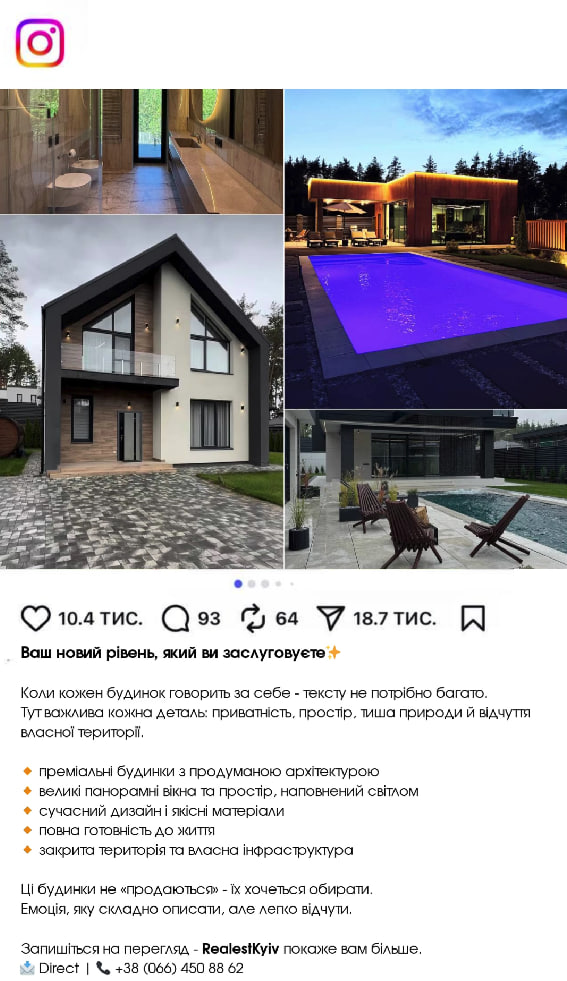 10.4 ТИС. 93 64 18.7 ТИС.
Ваш новий рівень, який ви заслуговуєте✨
Коли кожен будинок говорить за себе - тексту не потрібно багато.
Тут важлива кожна деталь: приватність, простір, тиша природи й відчуття
власної території.
🔸 преміальні будинки з продуманою архітектурою
🔸 великі панорамні вікна та простір, наповнений світлом
🔸 сучасний дизайн і якісні матеріали
🔸 повна готовність до життя
🔸 закрита територія та власна інфраструктура
Ці будинки не «продаються» - їх хочеться обирати.
Емоція, яку складно описати, але легко відчути.
Запишіться на перегляд - RealestKyiv покаже вам більше.
📩 Direct | 📞 +38 (066) 450 88 62